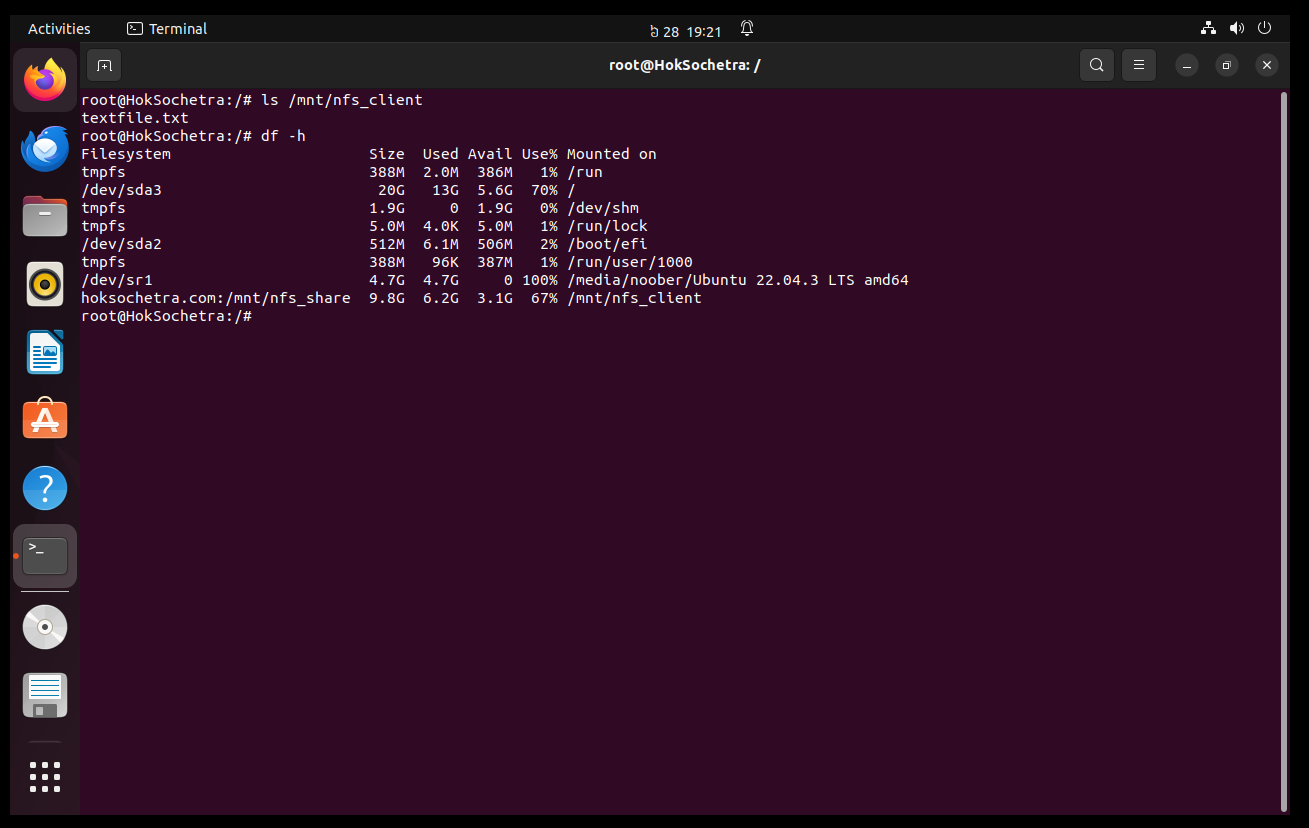 Activities
Terminal
28 19:21
root@HokSochetra: /
root@HokSochetra:/# ls /mnt/nfs_client
textfile.txt
root@HokSochetra:/# df -h
Filesystem                      Size  Used Avail Use% Mounted on
tmpfs                           388M  2.0M  386M   1% /run
/dev/sda3                        20G   13G  5.6G  70% /
tmpfs                           1.9G     0  1.9G   0% /dev/shm
tmpfs                           5.0M  4.0K  5.0M   1% /run/lock
/dev/sda2                       512M  6.1M  506M   2% /boot/efi
tmpfs                           388M   96K  387M   1% /run/user/1000
/dev/sr1                        4.7G  4.7G     0 100% /media/noober/Ubuntu 22.04.3 LTS amd64
hoksochetra.com:/mnt/nfs_share  9.8G  6.2G  3.1G  67% /mnt/nfs_client
root@HokSochetra:/#